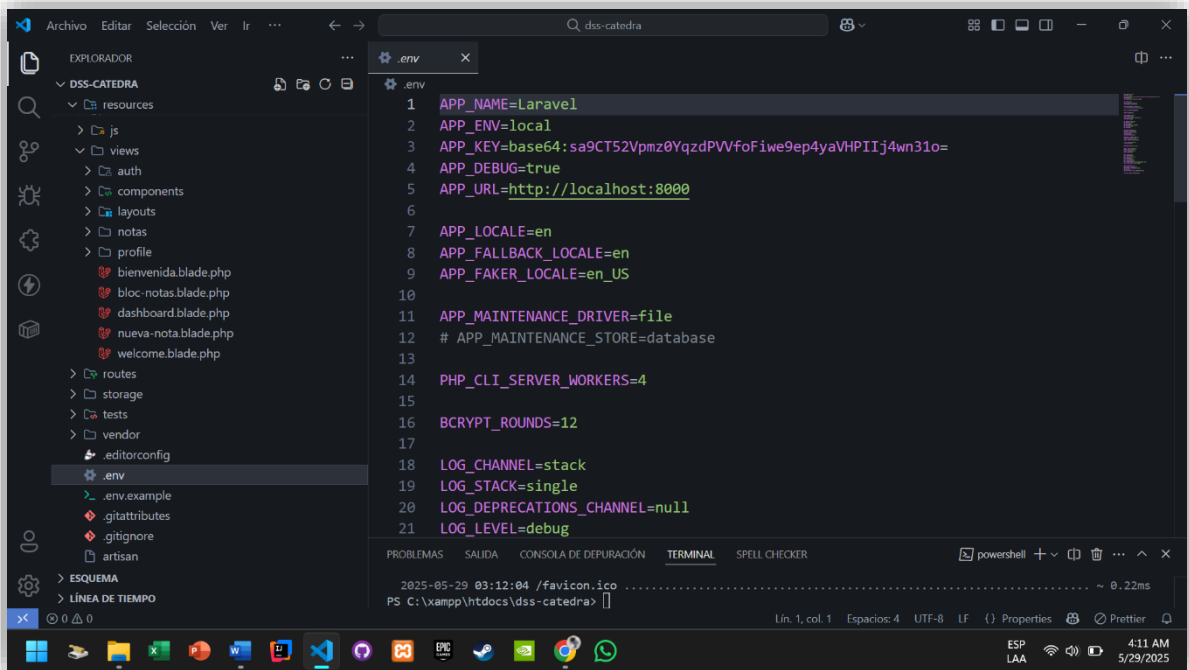 Archivo Editar Selección Ver Ir ··· dss-catedra
EXPLORADOR ···
DSS-CATEDRA
resources
js
views
auth
components
layouts
notas
profile
bienvenida.blade.php
bloc-notas.blade.php
dashboard.blade.php
nueva-nota.blade.php
welcome.blade.php
routes
storage
tests
vendor
.editorconfig
.env
.env.example
.gitattributes
.gitignore
artisan
ESQUEMA
LÍNEA DE TIEMPO
.env
.env
1 APP_NAME=Laravel
2 APP_ENV=local
3 APP_KEY=base64:sa9CT52Vpmz0YqzdPVVfoFiwe9ep4yaVHPIIj4wn31o=
4 APP_DEBUG=true
5 APP_URL=http://localhost:8000
6
7 APP_LOCALE=en
8 APP_FALLBACK_LOCALE=en
9 APP_FAKER_LOCALE=en_US
10
11 APP_MAINTENANCE_DRIVER=file
12 # APP_MAINTENANCE_STORE=database
13
14 PHP_CLI_SERVER_WORKERS=4
15
16 BCRYPT_ROUNDS=12
17
18 LOG_CHANNEL=stack
19 LOG_STACK=single
20 LOG_DEPRECATIONS_CHANNEL=null
21 LOG_LEVEL=debug
PROBLEMAS SALIDA CONSOLA DE DEPURACIÓN TERMINAL SPELL CHECKER powershell
2025-05-29 03:12:04 /favicon.ico ........................................................................ ~ 0.22ms
PS C:\xampp\htdocs\dss-catedra>
0 0 Lín. 1, col. 1 Espacios: 4 UTF-8 LF {} Properties Prettier
EPIC GAMES
ESP LAA 4:11 AM
5/29/2025